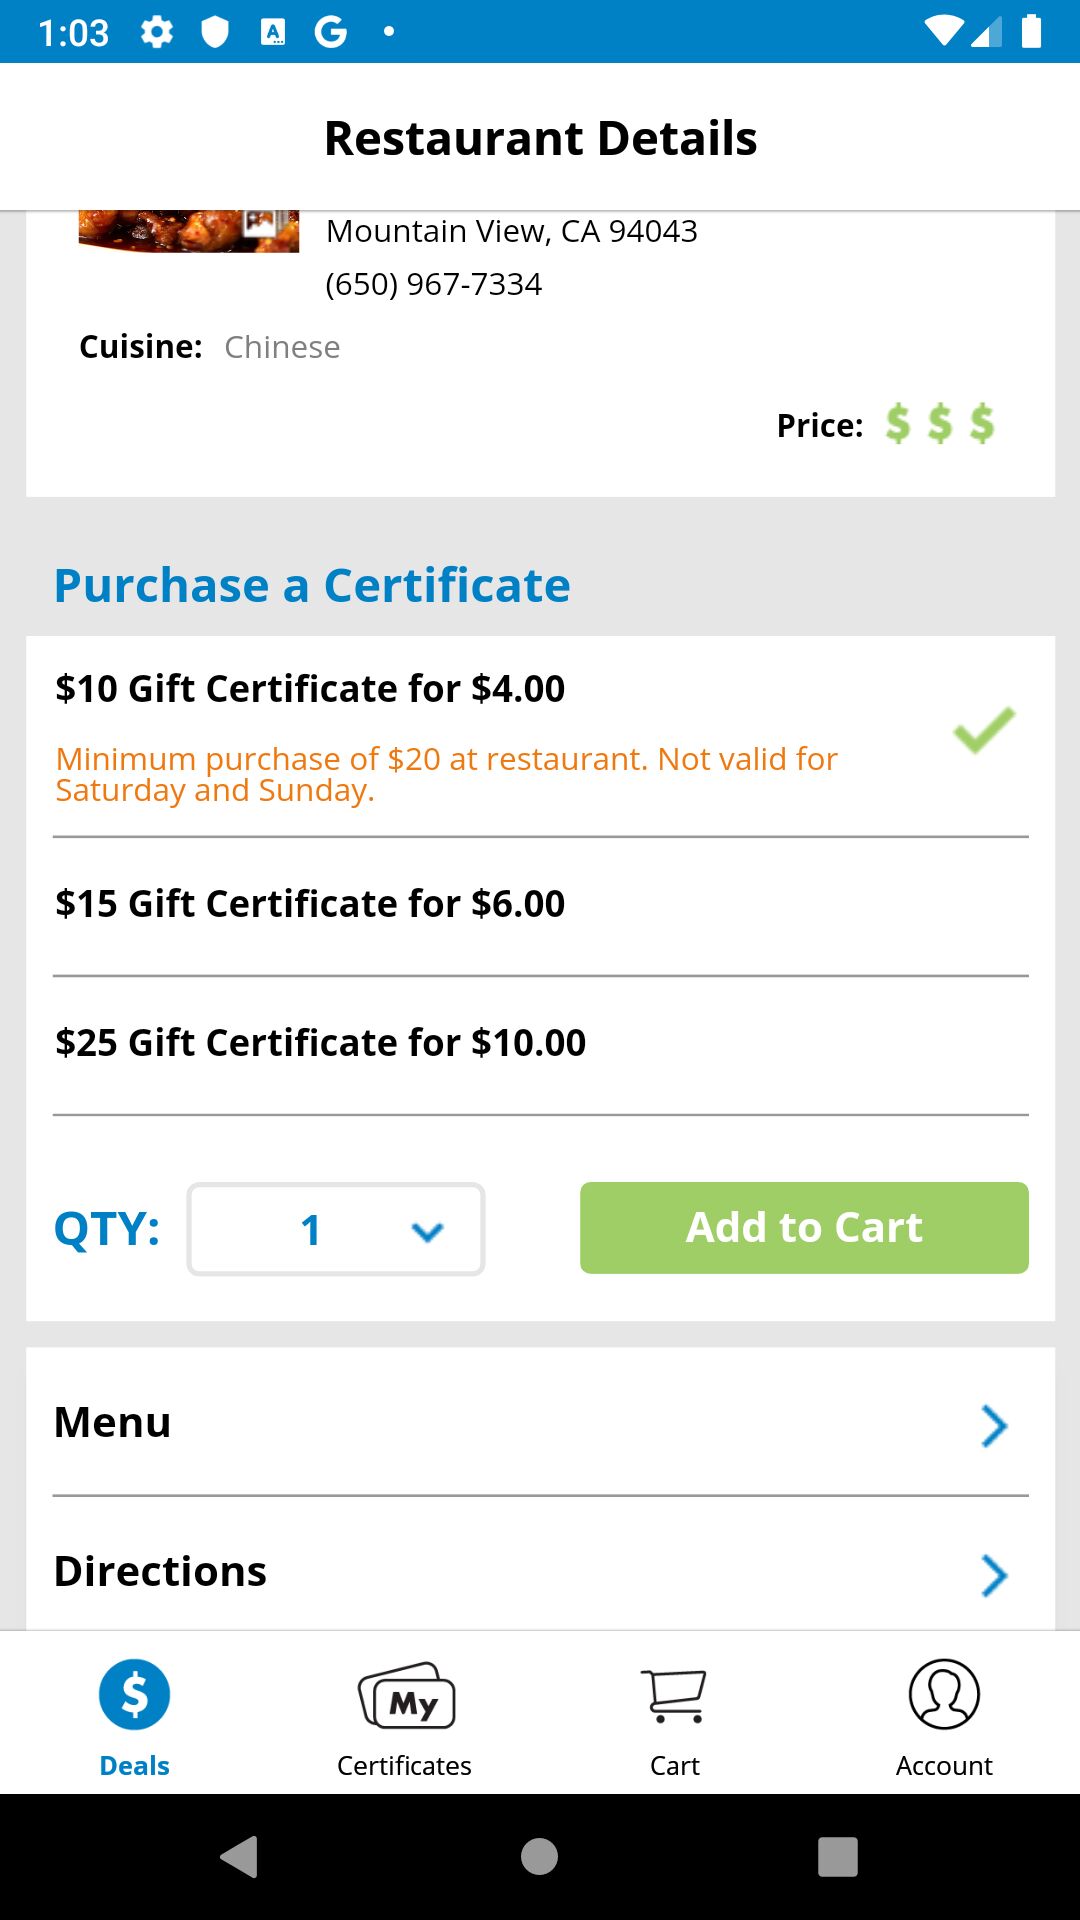 1:03
Restaurant Details
Mountain View, CA 94043
(650) 967-7334
Cuisine: Chinese
Price: $ $ $
Purchase a Certificate
$10 Gift Certificate for $4.00
Minimum purchase of $20 at restaurant. Not valid for
Saturday and Sunday.
$15 Gift Certificate for $6.00
$25 Gift Certificate for $10.00
QTY: 1 Add to Cart
Menu
Directions
$ My
Deals Certificates Cart Account